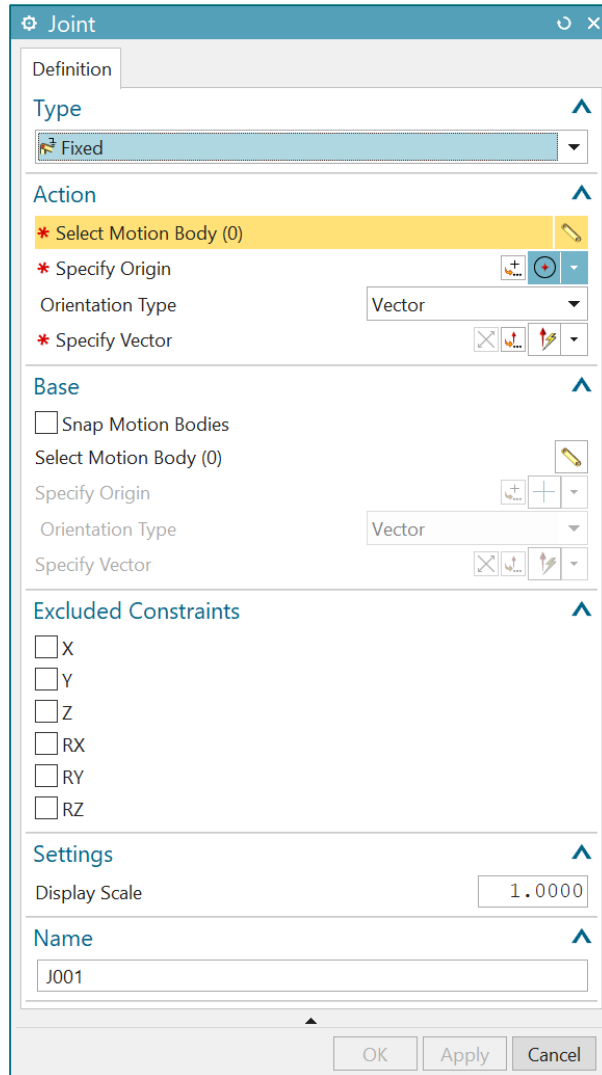 Joint
Definition
Type
Fixed
Action
* Select Motion Body (0)
* Specify Origin
Orientation Type Vector
* Specify Vector
Base
Snap Motion Bodies
Select Motion Body (0)
Specify Origin
Orientation Type Vector
Specify Vector
Excluded Constraints
X
Y
Z
RX
RY
RZ
Settings
Display Scale 1.0000
Name
J001
OK Apply Cancel